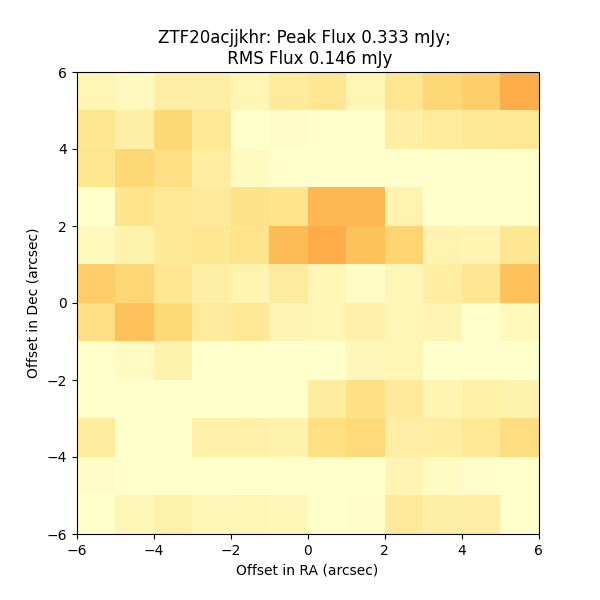 ZTF20acjjkhr: Peak Flux 0.333 mJy;
RMS Flux 0.146 mJy
6
4
2
0
−2
−4
−6
Offset in Dec (arcsec)
−6 −4 −2 0 2 4 6
Offset in RA (arcsec)